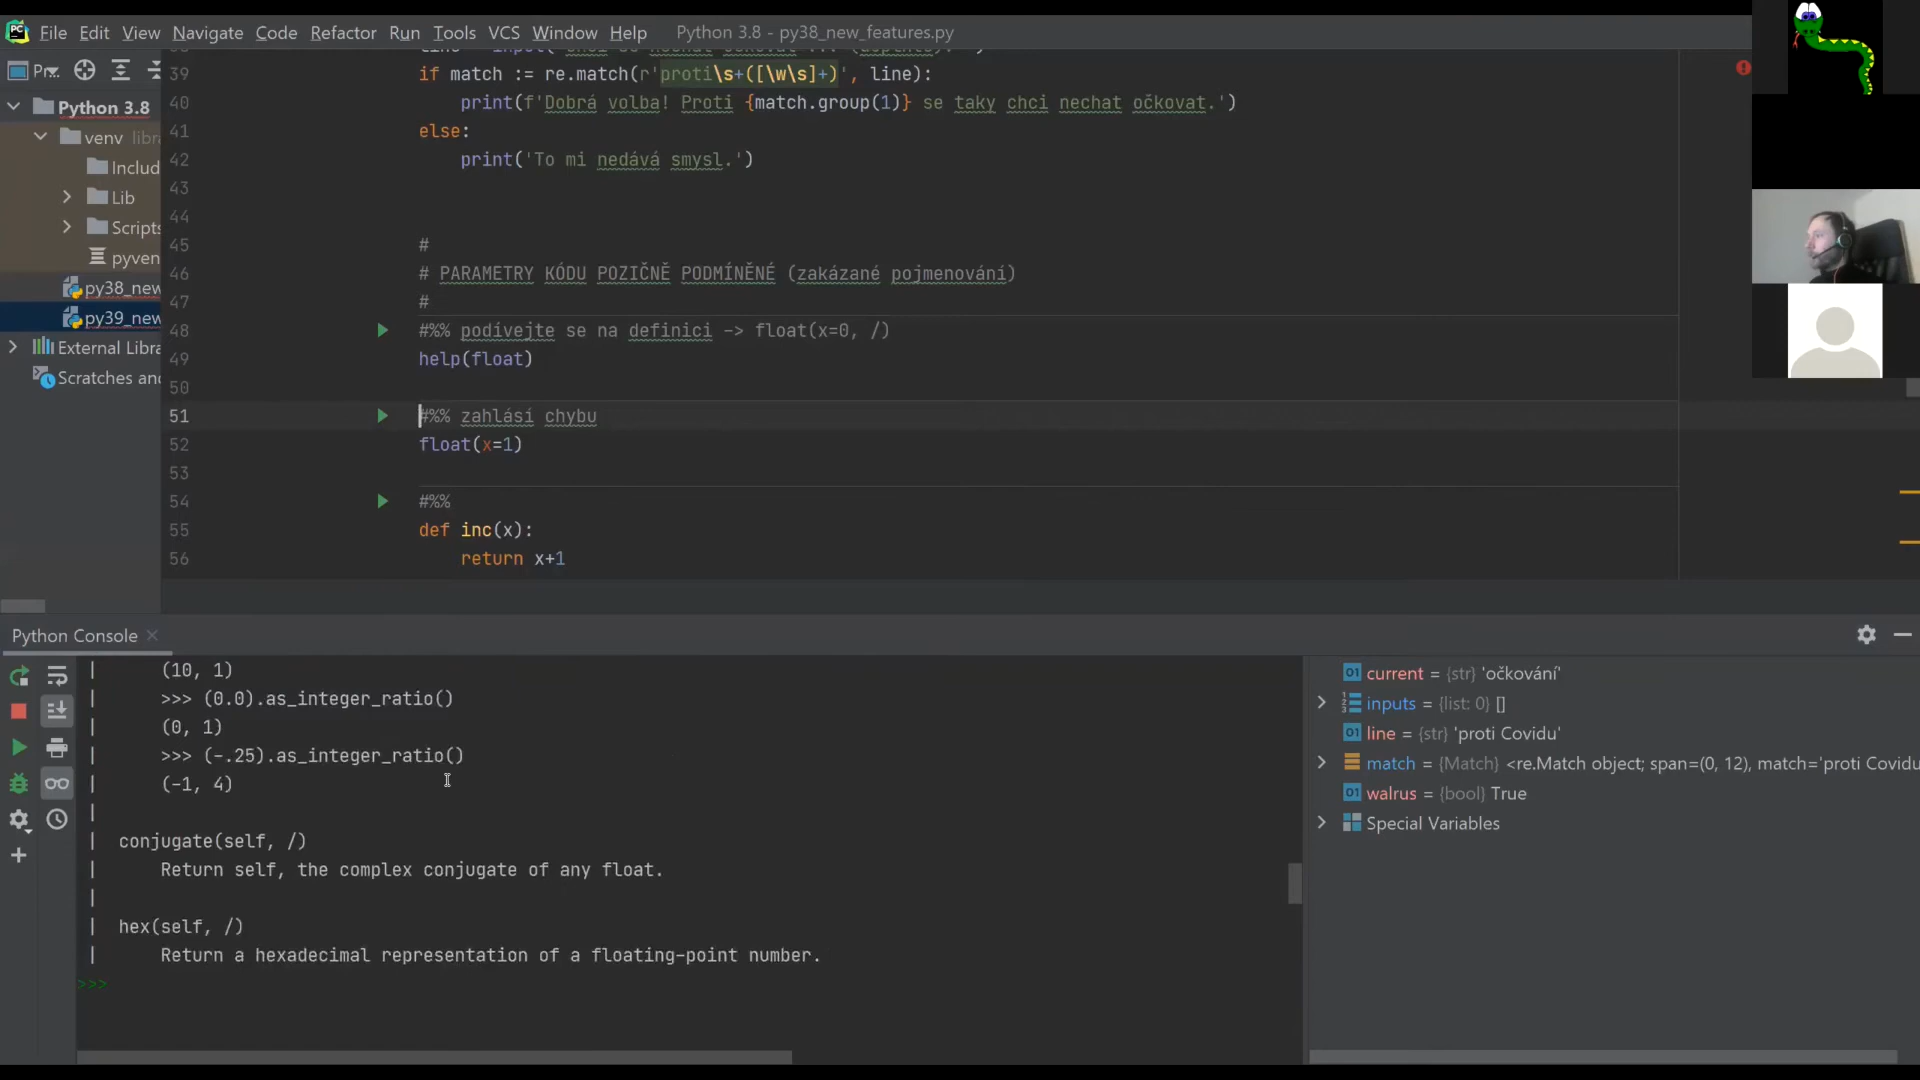 PC File Edit View Navigate Code Refactor Run Tools VCS Window Help Python 3.8 - py38_new_features.py
Pr
Python 3.8
venv libra
Includ
Lib
Scripts
pyven
py38_new
py39_new
External Libra
Scratches and
39 if match := re.match(r'proti\s+([\w\s]+)', line):
40 print(f'Dobrá volba! Proti {match.group(1)} se taky chci nechat očkovat.')
41 else:
42 print('To mi nedává smysl.')
43
44
45 #
46 # PARAMETRY KÓDU POZIČNĚ PODMÍNĚNÉ (zakázané pojmenování)
47 #
48 #%% podivejte se na definici -> float(x=0, /)
49 help(float)
50
51 #%% zahlásí chybu
52 float(x=1)
53
54 #%%
55 def inc(x):
56 return x+1
Python Console
| (10, 1)
| >>> (0.0).as_integer_ratio()
| (0, 1)
| >>> (-.25).as_integer_ratio()
| (-1, 4)
|
| conjugate(self, /)
| Return self, the complex conjugate of any float.
|
| hex(self, /)
| Return a hexadecimal representation of a floating-point number.
>>>
current = {str} 'očkování'
inputs = {list: 0} []
line = {str} 'proti Covidu'
match = {Match} <re.Match object; span=(0, 12), match='proti Covidu
walrus = {bool} True
Special Variables